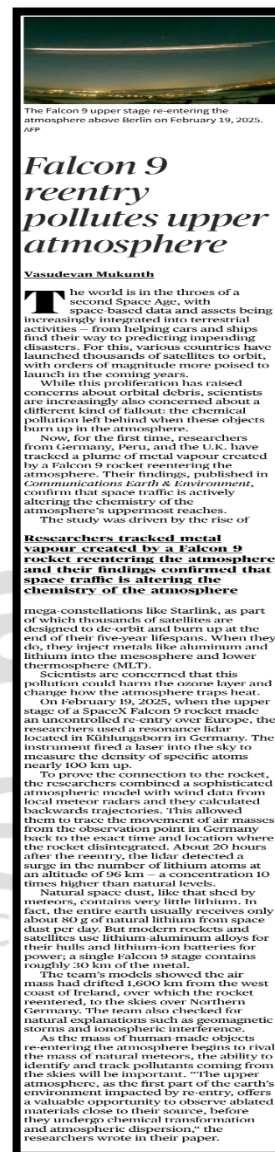 The Falcon 9 upper stage re-entering the
atmosphere above Berlin on February 19, 2025.
AFP
Falcon 9
reentry
pollutes upper
atmosphere
Vasudevan Mukunth
The world is in the throes of a
second Space Age, with
space-based data and assets being
increasingly integrated into terrestrial
activities — from helping cars and ships
find their way to predicting impending
disasters. For this, various countries have
launched thousands of satellites to orbit,
with orders of magnitude more poised to
launch in the coming years.
While this proliferation has raised
concerns about orbital debris, scientists
are increasingly also concerned about a
different kind of fallout: the chemical
pollution left behind when these objects
burn up in the atmosphere.
Now, for the first time, researchers
from Germany, Peru, and the U.K. have
tracked a plume of metal vapour created
by a Falcon 9 rocket reentering the
atmosphere. Their findings, published in
Communications Earth & Environment,
confirm that space traffic is actively
altering the chemistry of the
atmosphere's uppermost reaches.
The study was driven by the rise of
Researchers tracked metal
vapour created by a Falcon 9
rocket reentering the atmosphere
and their findings confirmed that
space traffic is altering the
chemistry of the atmosphere
mega-constellations like Starlink, as part
of which thousands of satellites are
designed to de-orbit and burn up at the
end of their five-year lifespans. When they
do, they inject metals like aluminum and
lithium into the mesosphere and lower
thermosphere (MLT).
Scientists are concerned that this
pollution could harm the ozone layer and
change how the atmosphere traps heat.
On February 19, 2025, when the upper
stage of a SpaceX Falcon 9 rocket made
an uncontrolled re-entry over Europe, the
researchers used a resonance lidar
located in Kühlungsborn in Germany. The
instrument fired a laser into the sky to
measure the density of specific atoms
nearly 100 km up.
To prove the connection to the rocket,
the researchers combined a sophisticated
atmospheric model with wind data from
local meteor radars and they calculated
backwards trajectories. This allowed
them to trace the movement of air masses
from the observation point in Germany
back to the exact time and location where
the rocket disintegrated. About 20 hours
after the reentry, the lidar detected a
surge in the number of lithium atoms at
an altitude of 96 km — a concentration 10
times higher than natural levels.
Natural space dust, like that shed by
meteors, contains very little lithium. In
fact, the entire earth usually receives only
about 80 g of natural lithium from space
dust per day. But modern rockets and
satellites use lithium-aluminum alloys for
their hulls and lithium-ion batteries for
power; a single Falcon 9 stage contains
roughly 30 km of the metal.
The team's models showed the air
mass had drifted 1,600 km from the west
coast of Ireland, over which the rocket
reentered, to the skies over Northern
Germany. The team also checked for
natural explanations such as geomagnetic
storms and ionospheric interference.
As the mass of human-made objects
re-entering the atmosphere begins to rival
the mass of natural meteors, the ability to
identify and track pollutants coming from
the skies will be important. "The upper
atmosphere, as the first part of the earth's
environment impacted by re-entry, offers
a valuable opportunity to observe ablated
materials close to their source, before
they undergo chemical transformation
and atmospheric dispersion," the
researchers wrote in their paper.